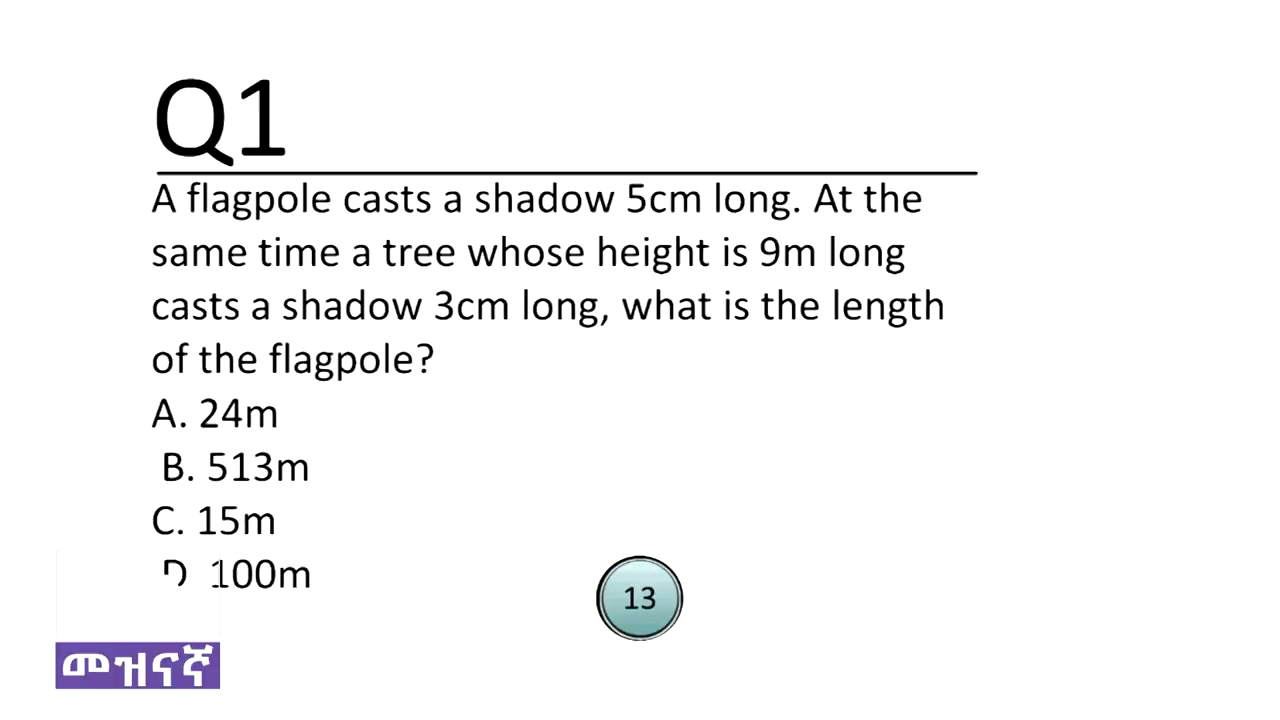 Q1
A flagpole casts a shadow 5cm long. At the
same time a tree whose height is 9m long
casts a shadow 3cm long, what is the length
of the flagpole?
A. 24m
B. 513m
C. 15m
D 100m
13
መዝናኛ